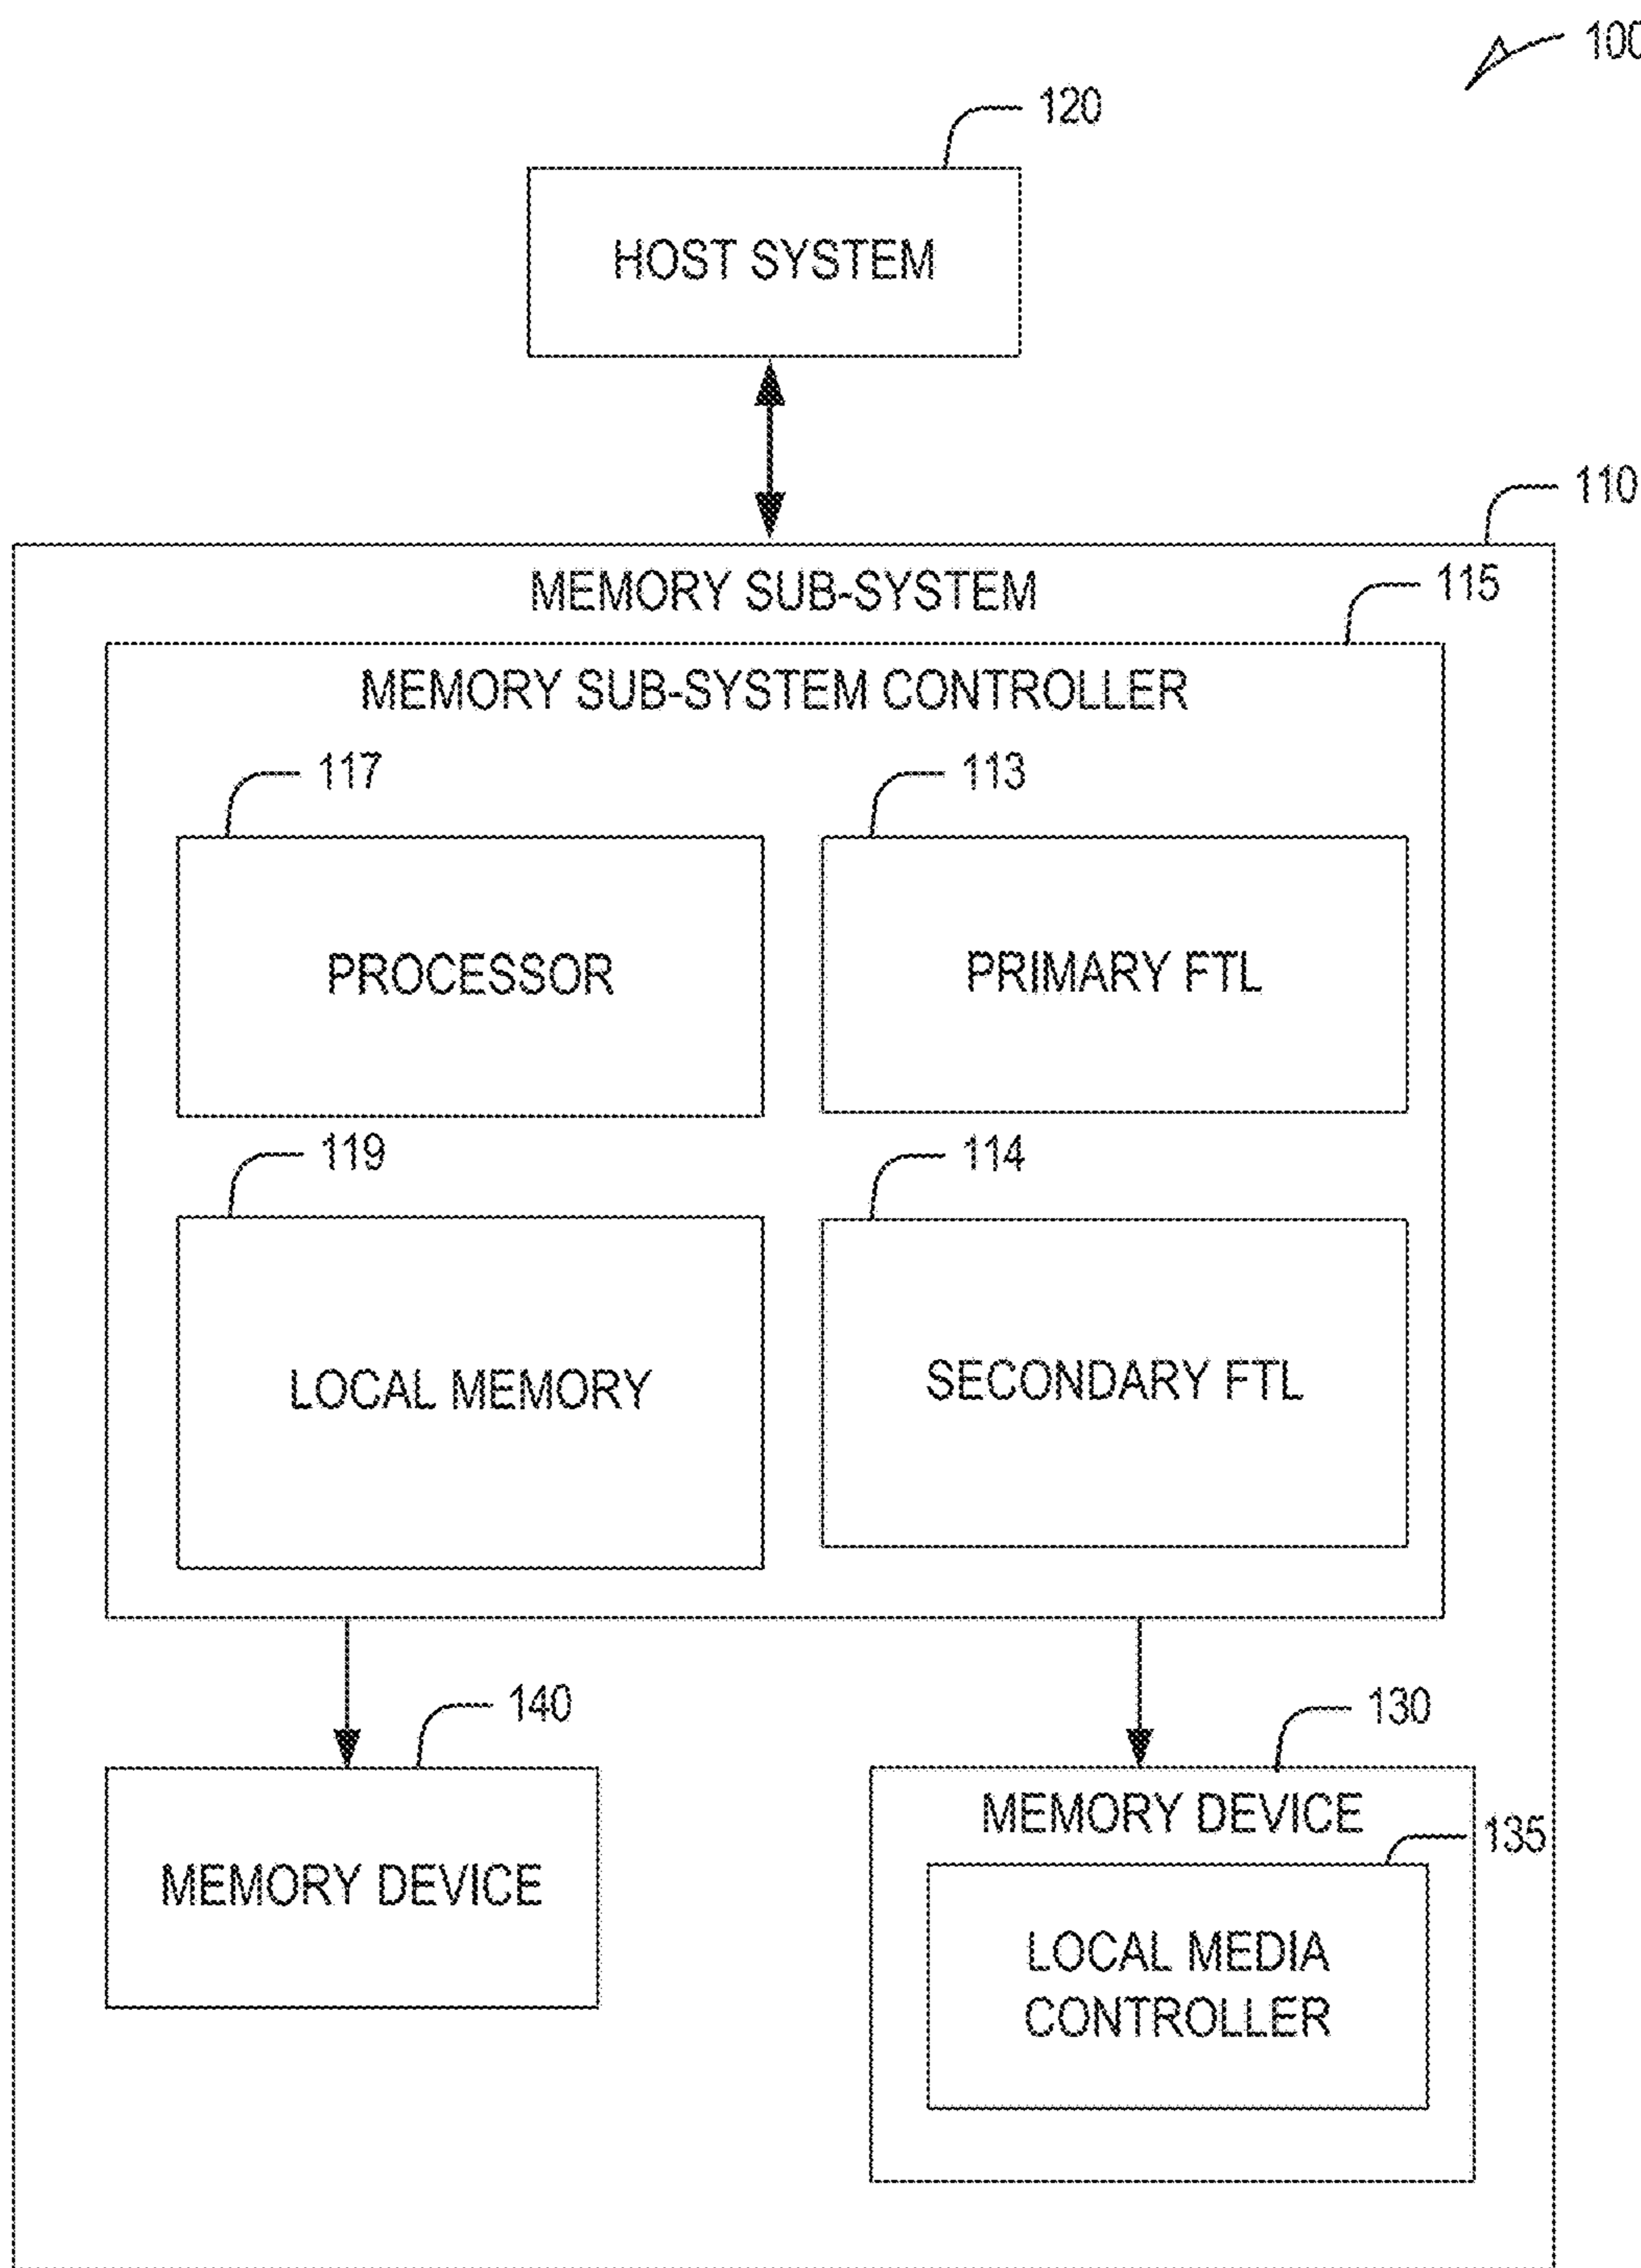 100
120
HOST SYSTEM
110
MEMORY SUB-SYSTEM
115
MEMORY SUB-SYSTEM CONTROLLER
117
113
PROCESSOR
PRIMARY FTL
119
114
LOCAL MEMORY
SECONDARY FTL
140
130
MEMORY DEVICE
135
MEMORY DEVICE
LOCAL MEDIA
CONTROLLER